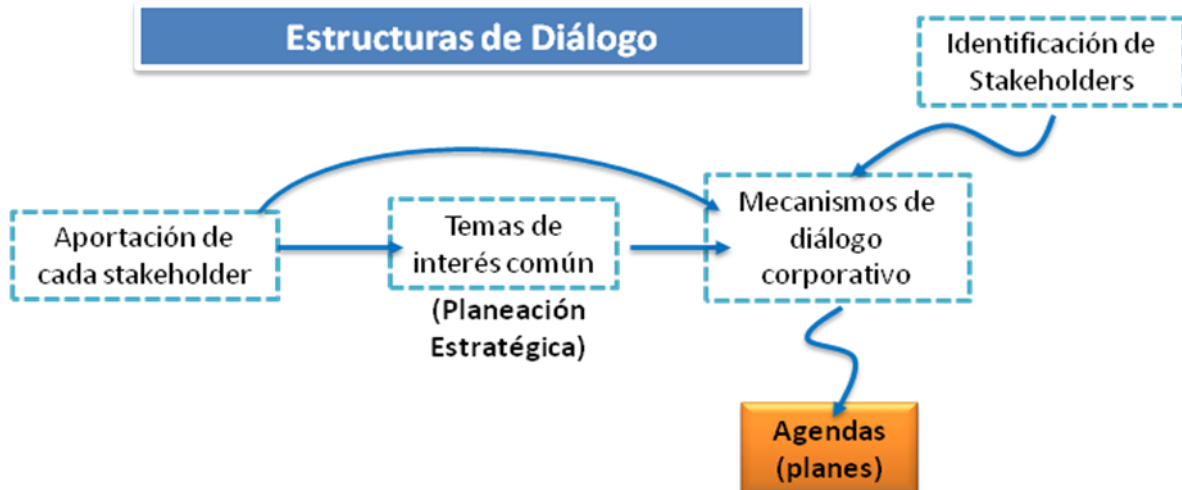 Estructuras de Diálogo
Identificación de
Stakeholders
Aportación de
cada stakeholder
Temas de
interés común
(Planeación
Estratégica)
Mecanismos de
diálogo
corporativo
Agendas
(planes)